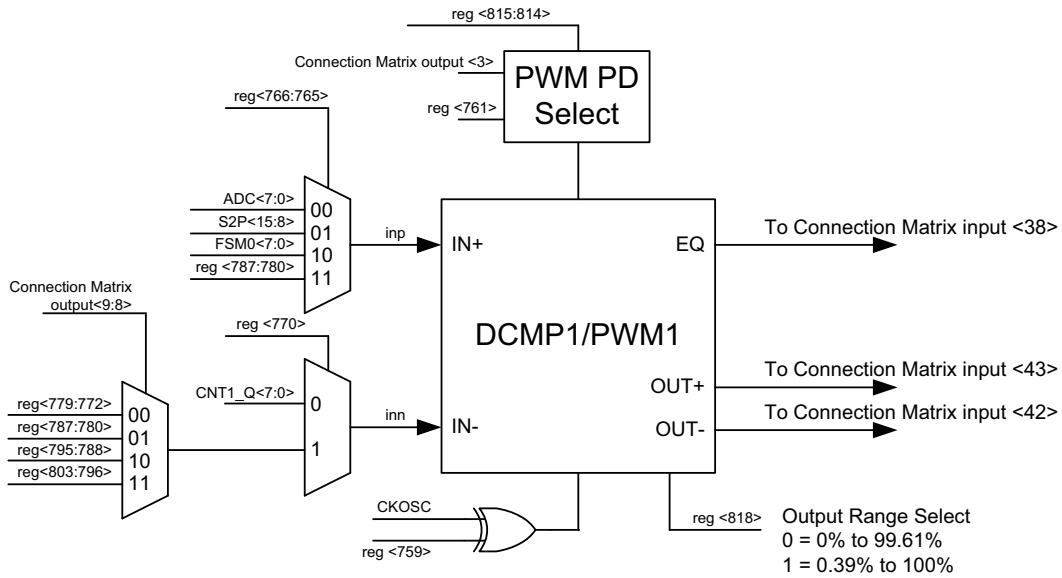 reg <815:814>
Connection Matrix output <3>
PWM PD
Select
reg <761>
reg<766:765>
ADC<7:0>
S2P<15:8>
FSM0<7:0>
reg <787:780>
00
01
10
11
inp
IN+
EQ
To Connection Matrix input <38>
Connection Matrix
output<9:8>
reg <770>
DCMP1/PWM1
CNT1_Q<7:0>
0
1
inn
IN-
OUT+
To Connection Matrix input <43>
OUT-
To Connection Matrix input <42>
reg<779:772>
reg<787:780>
reg<795:788>
reg<803:796>
00
01
10
11
CKOSC
reg <759>
reg <818>
Output Range Select
0 = 0% to 99.61%
1 = 0.39% to 100%